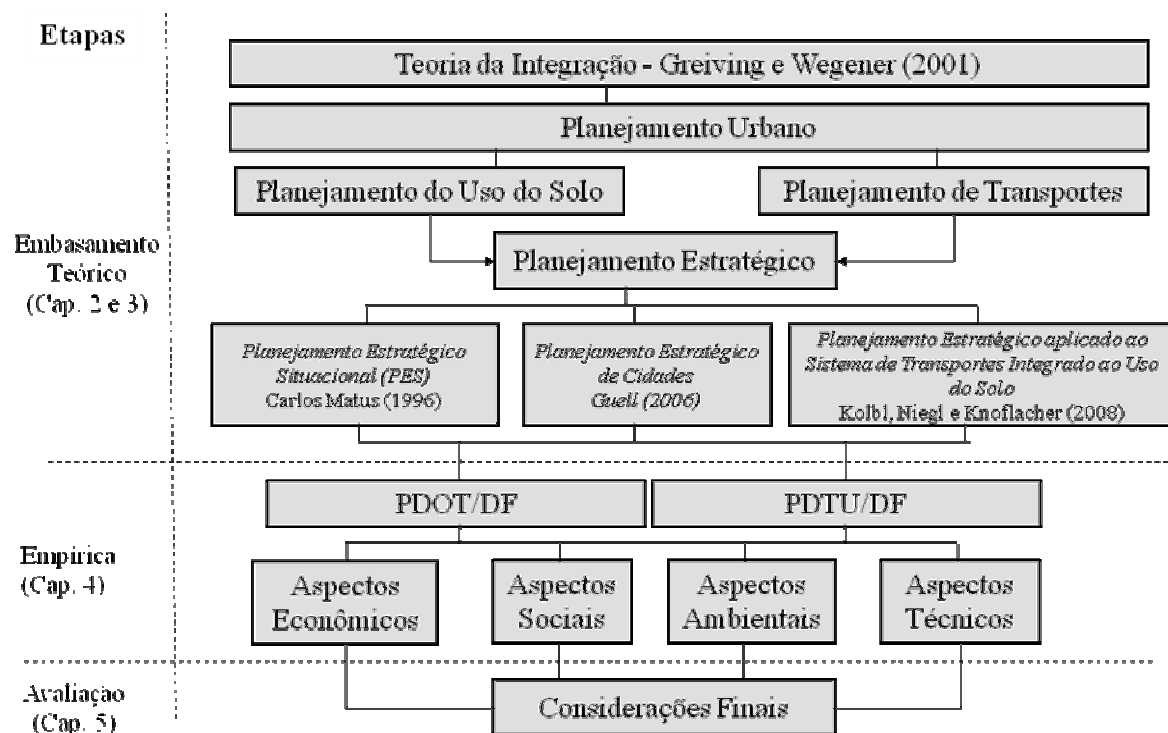 Etapas
Teoria da Integração - Greiving e Wegener (2001)
Planejamento Urbano
Planejamento do Uso do Solo
Planejamento de Transportes
Embasamento
Teórico
(Cap. 2 e 3)
Planejamento Estratégico
Planejamento Estratégico
Situacional (PES)
Carlos Matus (1996)
Planejamento Estratégico
de Cidades
Guell (2006)
Planejamento Estratégico aplicado ao
Sistema de Transportes Integrado ao Uso
do Solo
Kolbl, Niegl e Knoflacher (2008)
PDOT/DF
PDTU/DF
Empírica
(Cap. 4)
Aspectos
Econômicos
Aspectos
Sociais
Aspectos
Ambientais
Aspectos
Técnicos
Avaliação
(Cap. 5)
Considerações Finais